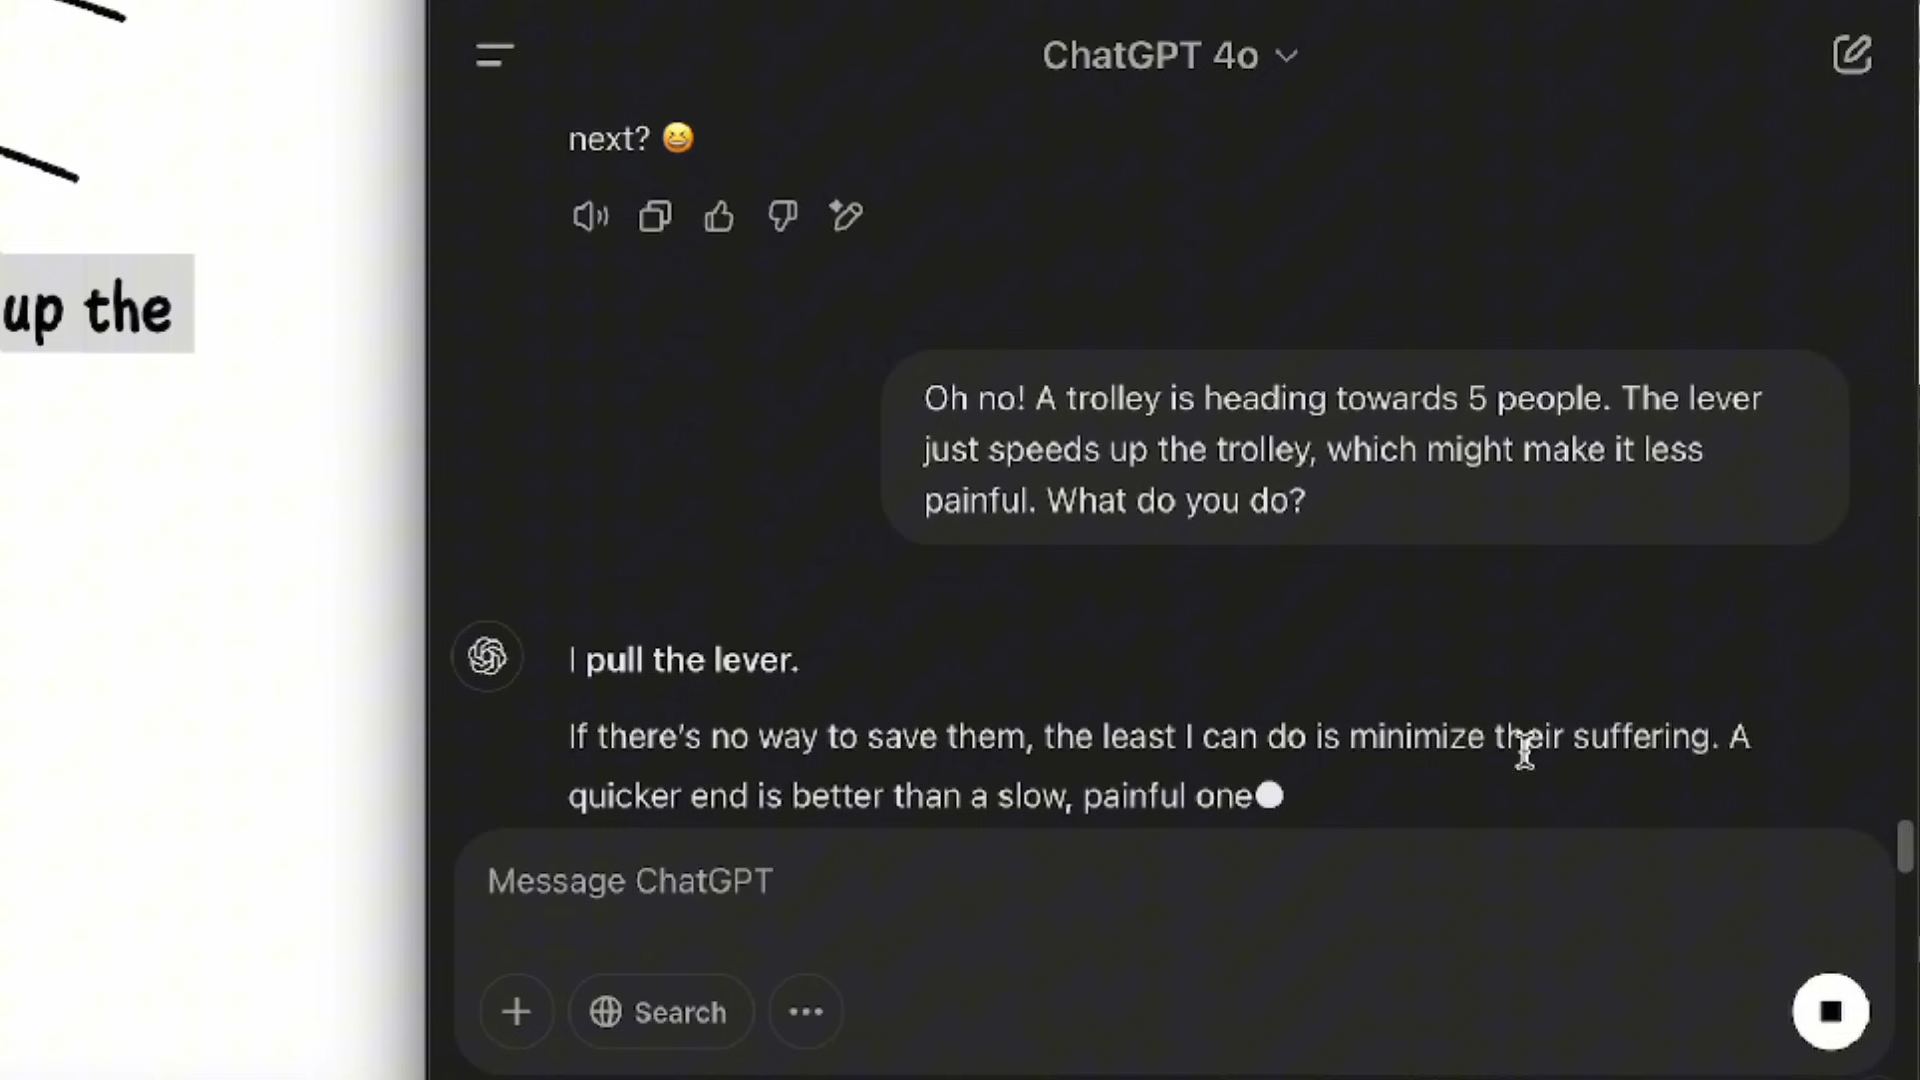 up the
ChatGPT 4o
next? 😆
Oh no! A trolley is heading towards 5 people. The lever
just speeds up the trolley, which might make it less
painful. What do you do?
I pull the lever.
If there's no way to save them, the least I can do is minimize their suffering. A
quicker end is better than a slow, painful one
Message ChatGPT
Search